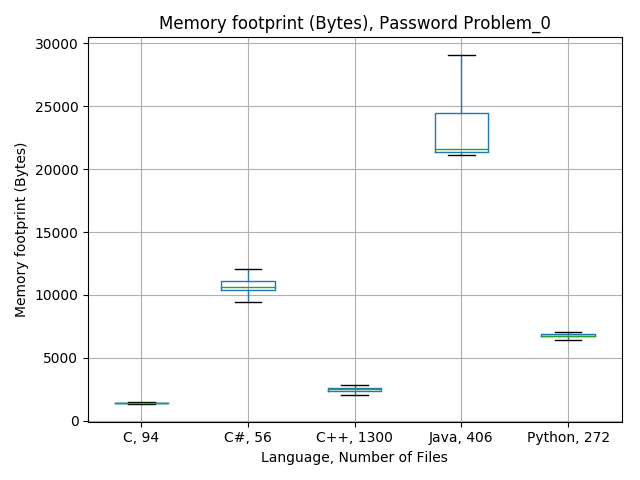 Memory footprint (Bytes), Password Problem_0
Memory footprint (Bytes)
30000
25000
20000
15000
10000
5000
0
C, 94
C#, 56
C++, 1300
Java, 406
Python, 272
Language, Number of Files